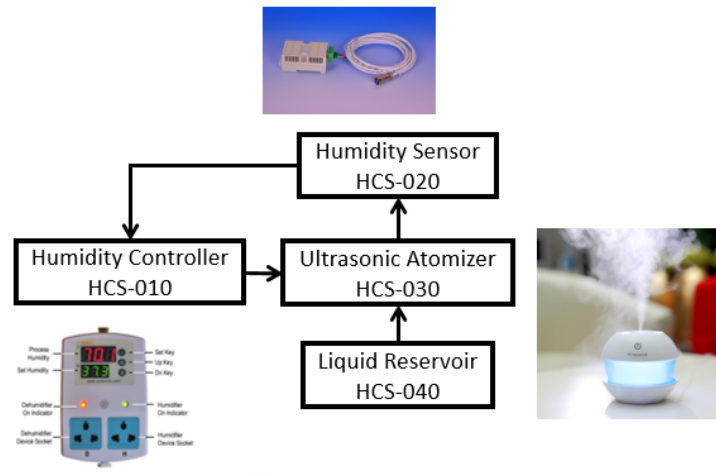 Humidity Sensor
HCS-020
Humidity Controller
HCS-010
Ultrasonic Atomizer
HCS-030
Liquid Reservoir
HCS-040
Process
Humidity
Set Humidity
70.1
37.3
Set Key
Up Key
Dn Key
Dehumidifier
On Indicator
Humidifier
On Indicator
Dehumidifier
Device Socket
Humidifier
Device Socket
D H